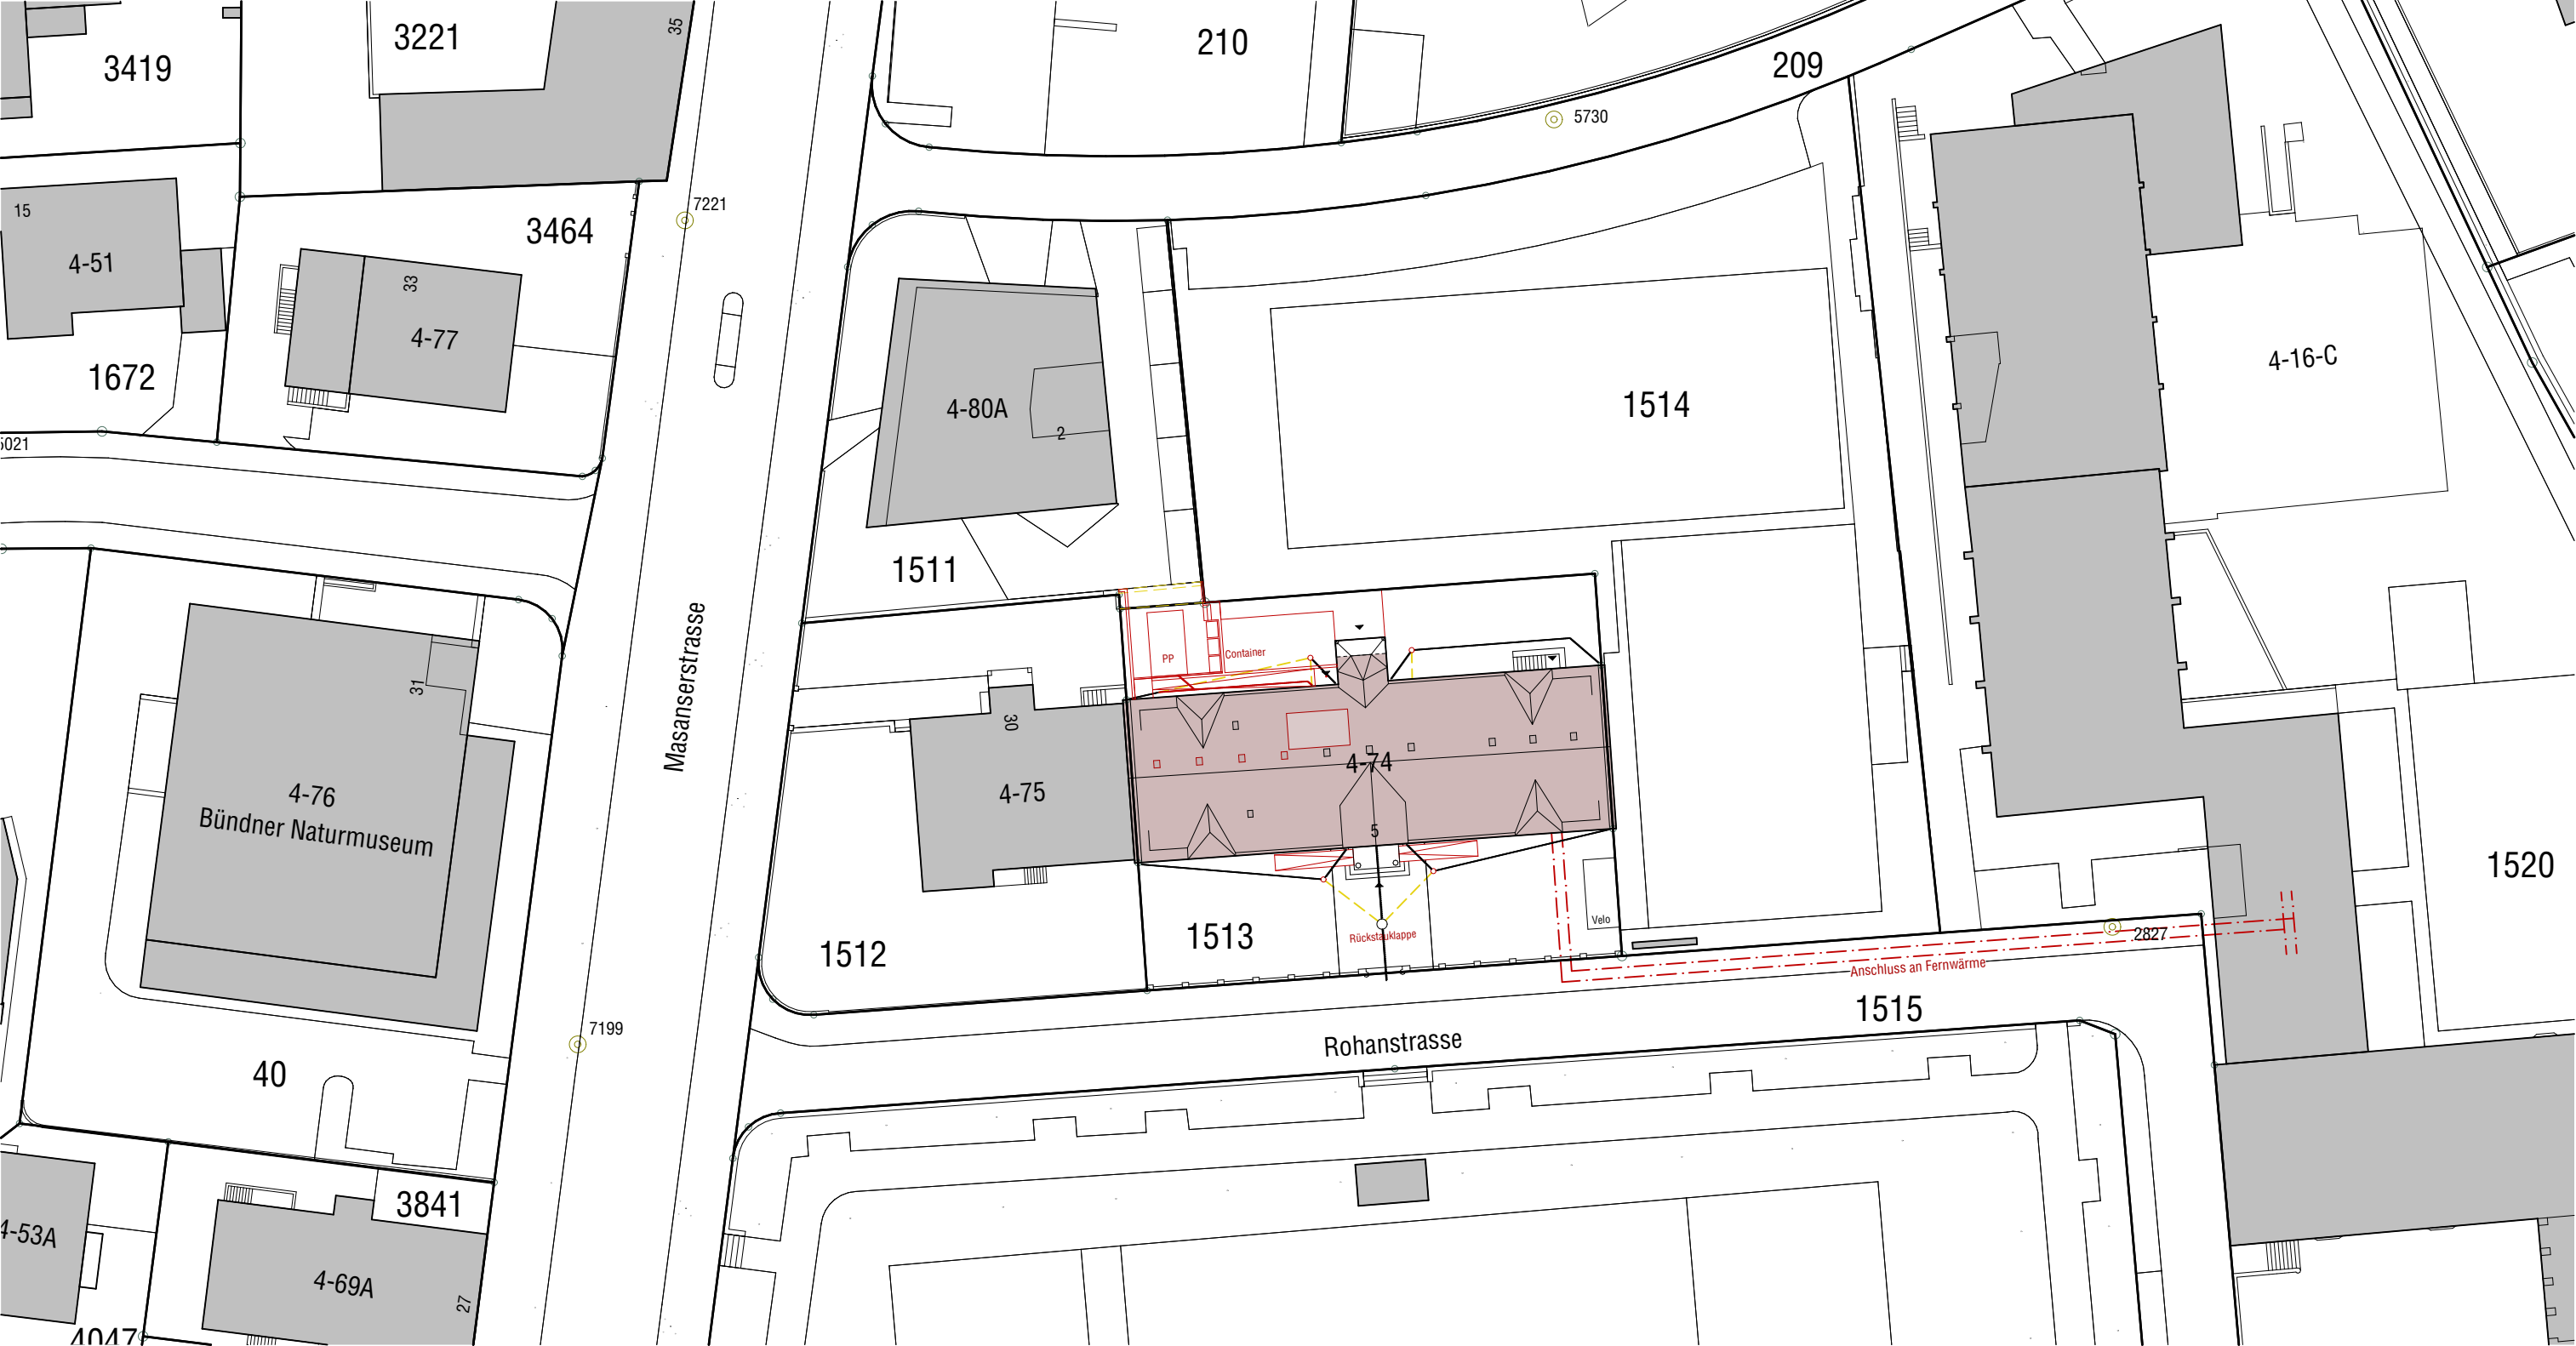 3221
35
210
3419
209
5730
15
7221
3464
4-51
33
4-77
4-16-C
1672
4-80A
2
1514
5021
1511
Masanserstrasse
PP
Container
31
30
4-74
4-76
Bündner Naturmuseum
4-75
5
1520
Velo
1512
1513
Rückstauklappe
2827
Anschluss an Fernwärme
1515
7199
Rohanstrasse
40
3841
4-53A
4-69A
27
4047